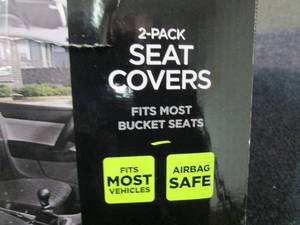 2-PACK
SEAT
COVERS
FITS MOST
BUCKET SEATS
FITS
MOST
VEHICLES
AIRBAG
SAFE